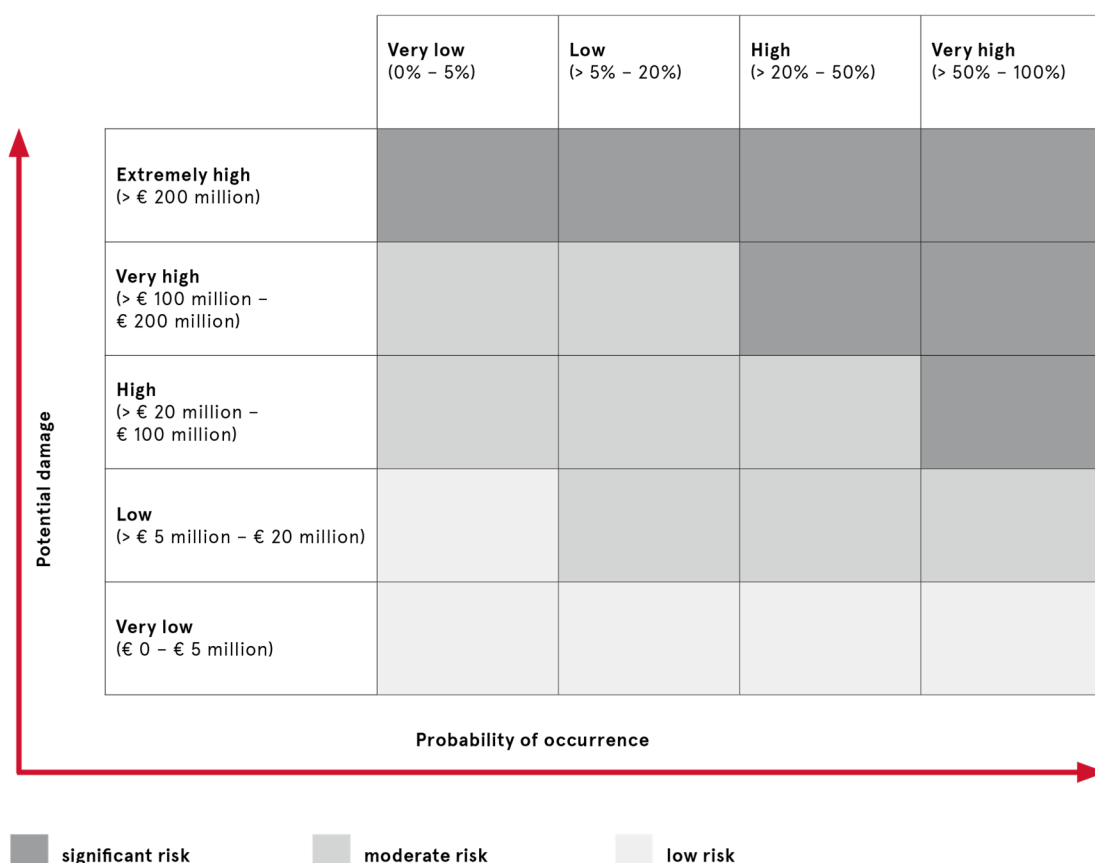 Very low
(0% – 5%)
Low
(> 5% – 20%)
High
(> 20% – 50%)
Very high
(> 50% – 100%)
Extremely high
(> € 200 million)
Very high
(> € 100 million –
€ 200 million)
High
(> € 20 million –
€ 100 million)
Low
(> € 5 million – € 20 million)
Very low
(€ 0 – € 5 million)
Potential damage
Probability of occurrence
significant risk
moderate risk
low risk